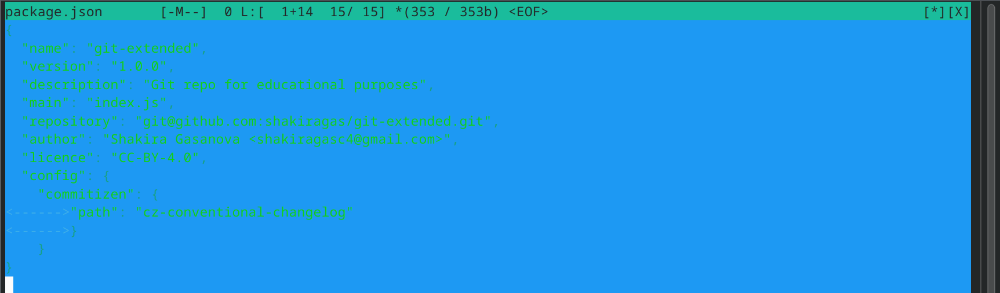 package.json       [-M--]  0 L:[  1+14  15/ 15] *(353 / 353b) <EOF>                                              [*][X]
{
  "name": "git-extended",
  "version": "1.0.0",
  "description": "Git repo for educational purposes",
  "main": "index.js",
  "repository": "git@github.com:shakiragas/git-extended.git",
  "author": "Shakira Gasanova <shakiragasc4@gmail.com>",
  "licence": "CC-BY-4.0",
  "config": {
    "commitizen": {
<------>"path": "cz-conventional-changelog"
<------>}
    }
}